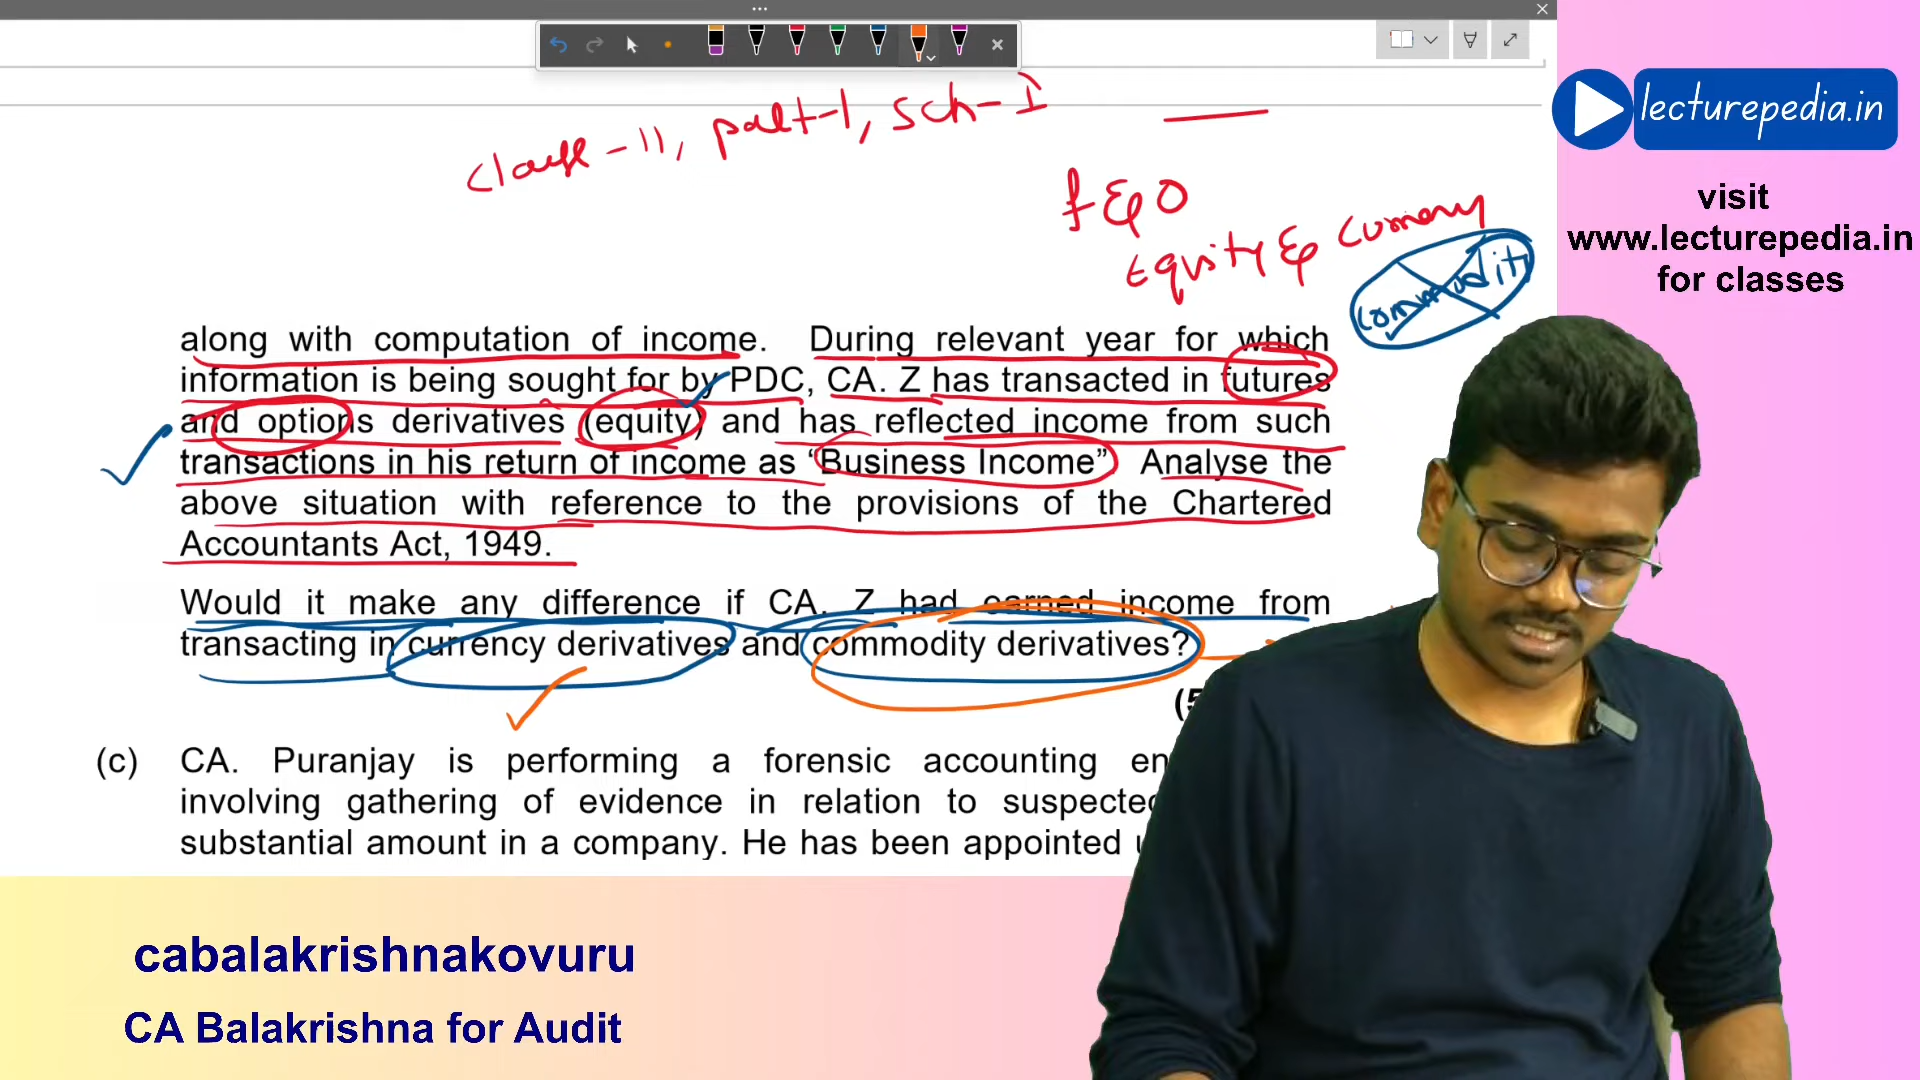 clause-11, part-1, Sch-I
f & o
Equity & Currency
commodity
lecturepedia.in
visit
www.lecturepedia.in
for classes
along with computation of income. During relevant year for which
information is being sought for by PDC, CA. Z has transacted in futures
and options derivatives (equity) and has reflected income from such
transactions in his return of income as “Business Income” Analyse the
above situation with reference to the provisions of the Chartered
Accountants Act, 1949.
Would it make any difference if CA. Z had earned income from
transacting in currency derivatives and commodity derivatives?
(5
(c) CA. Puranjay is performing a forensic accounting en
involving gathering of evidence in relation to suspected
substantial amount in a company. He has been appointed u
cabalakrishnakovuru
CA Balakrishna for Audit